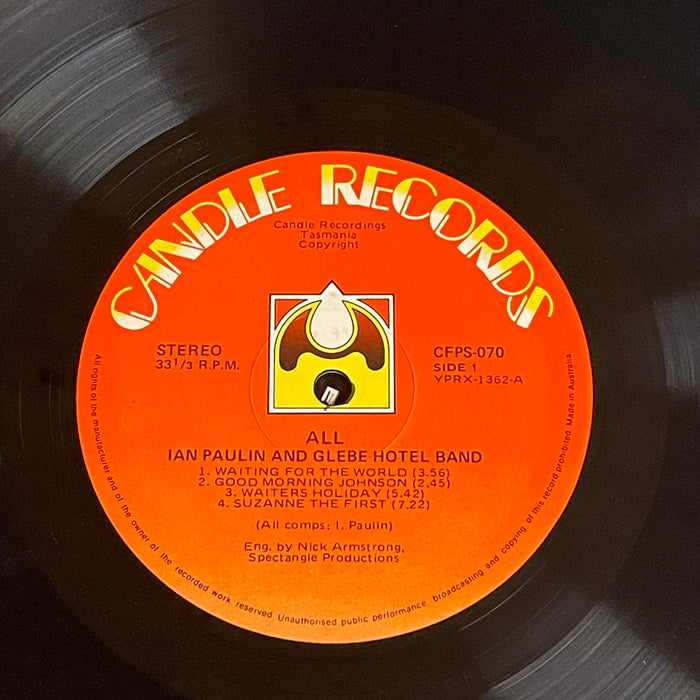 CANDLE RECORDS
Candle Recordings
Tasmania
Copyright
STEREO
33 1/3 R.P.M.
CFPS-070
SIDE 1
YPRX-1362-A
ALL
IAN PAULIN AND GLEBE HOTEL BAND
1. WAITING FOR THE WORLD (3.56)
2. GOOD MORNING JOHNSON (2.45)
3. WAITERS HOLIDAY (5.42)
4. SUZANNE THE FIRST (7.22)
(All comps: I. Paulin)
Eng. by Nick Armstrong,
Spectangle Productions
All rights of the manufacturer and of the owner of the recorded work reserved Unauthorised public performance, broadcasting and copying of this record prohibited. Made in Australia